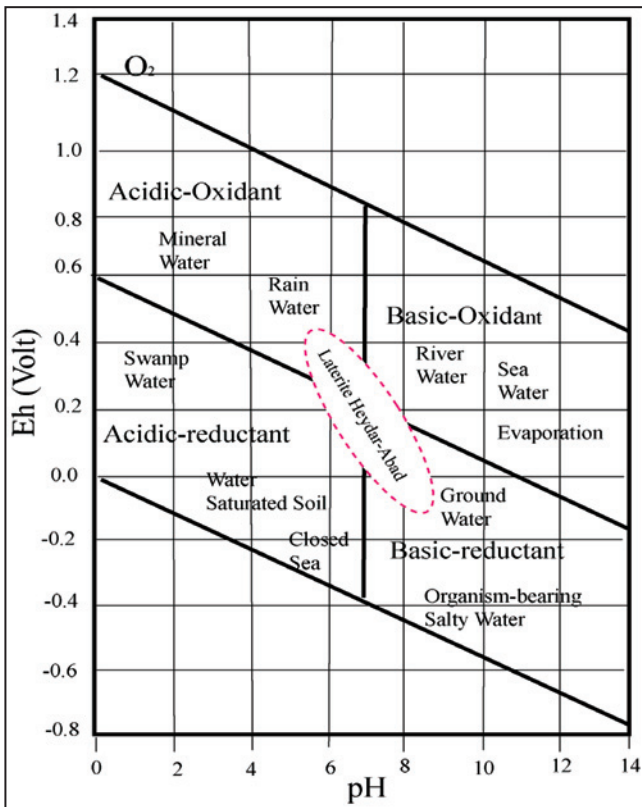 1.4
O2
1.2
1.0
Acidic-Oxidant
0.8
Mineral
Water
0.6
Rain
Water
Basic-Oxidant
0.4
Swamp
Water
River
Water
Sea
Water
Laterite Heydar-Abad
0.2
Acidic-reductant
Evaporation
0.0
Water
Saturated Soil
Ground
Water
-0.2
Closed
Sea
Basic-reductant
-0.4
Organism-bearing
Salty Water
-0.6
-0.8
Eh (Volt)
0 2 4 6 8 10 12 14
pH